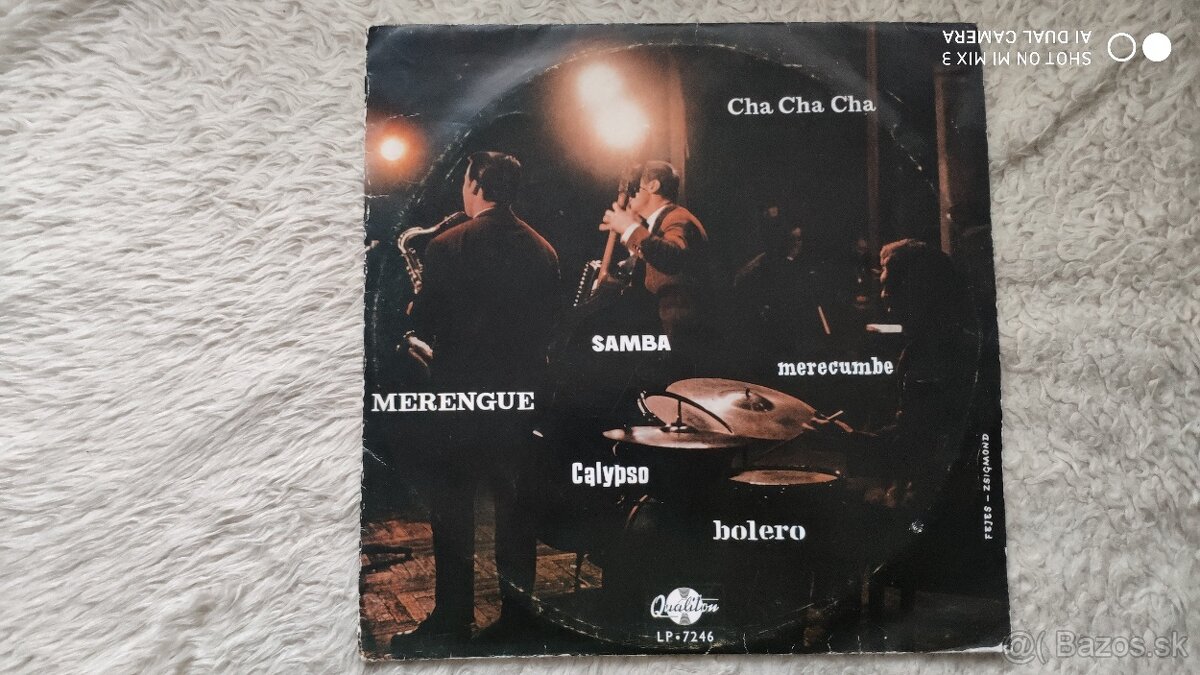 SHOT ON MI MIX 3
AI DUAL CAMERA
Cha Cha Cha
SAMBA
merecumbe
MERENGUE
Calypso
bolero
FEJES - ZSIGMOND
Qualiton
LP•7246
@( Bazos.sk